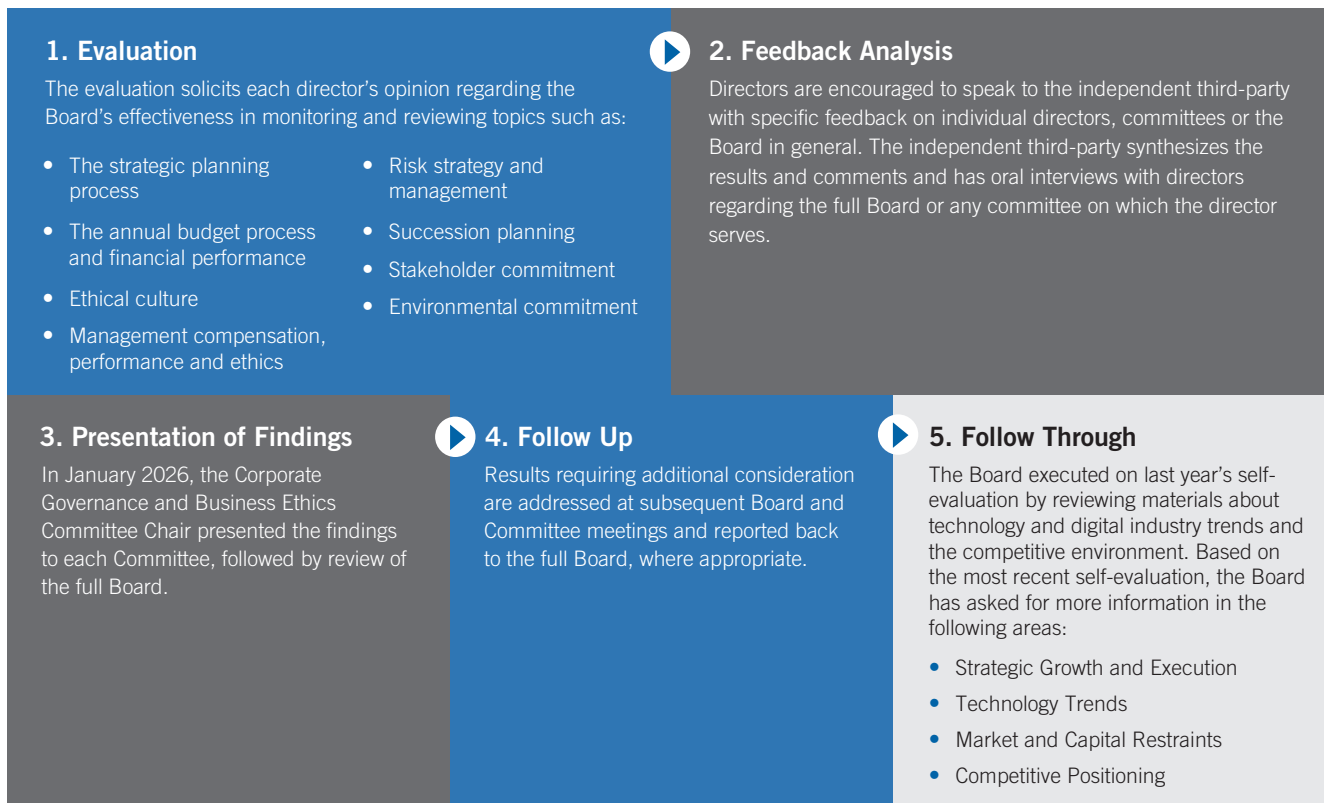 1. Evaluation
The evaluation solicits each director’s opinion regarding the
Board’s effectiveness in monitoring and reviewing topics such as:
• The strategic planning
process
• The annual budget process
and financial performance
• Ethical culture
• Management compensation,
performance and ethics
• Risk strategy and
management
• Succession planning
• Stakeholder commitment
• Environmental commitment
2. Feedback Analysis
Directors are encouraged to speak to the independent third-party
with specific feedback on individual directors, committees or the
Board in general. The independent third-party synthesizes the
results and comments and has oral interviews with directors
regarding the full Board or any committee on which the director
serves.
3. Presentation of Findings
In January 2026, the Corporate
Governance and Business Ethics
Committee Chair presented the findings
to each Committee, followed by review of
the full Board.
4. Follow Up
Results requiring additional consideration
are addressed at subsequent Board and
Committee meetings and reported back
to the full Board, where appropriate.
5. Follow Through
The Board executed on last year’s self-
evaluation by reviewing materials about
technology and digital industry trends and
the competitive environment. Based on
the most recent self-evaluation, the Board
has asked for more information in the
following areas:
• Strategic Growth and Execution
• Technology Trends
• Market and Capital Restraints
• Competitive Positioning